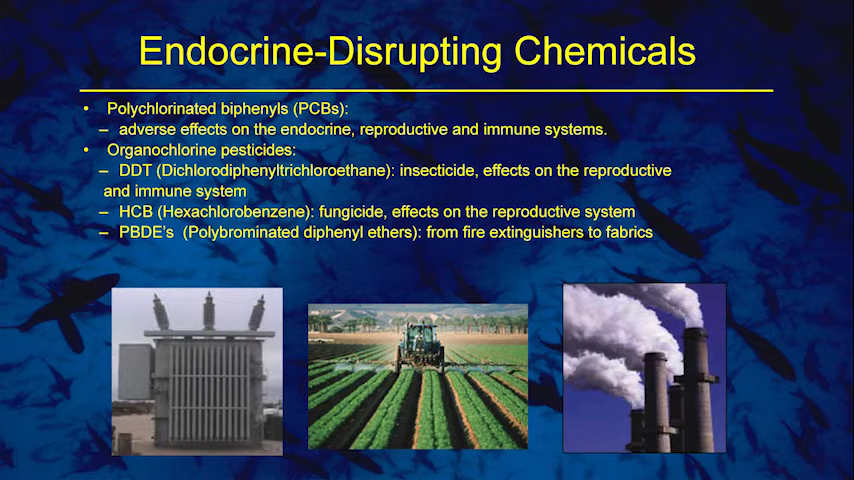 Endocrine-Disrupting Chemicals
• Polychlorinated biphenyls (PCBs):
– adverse effects on the endocrine, reproductive and immune systems.
• Organochlorine pesticides:
– DDT (Dichlorodiphenyltrichloroethane): insecticide, effects on the reproductive
and immune system
– HCB (Hexachlorobenzene): fungicide, effects on the reproductive system
– PBDE's (Polybrominated diphenyl ethers): from fire extinguishers to fabrics